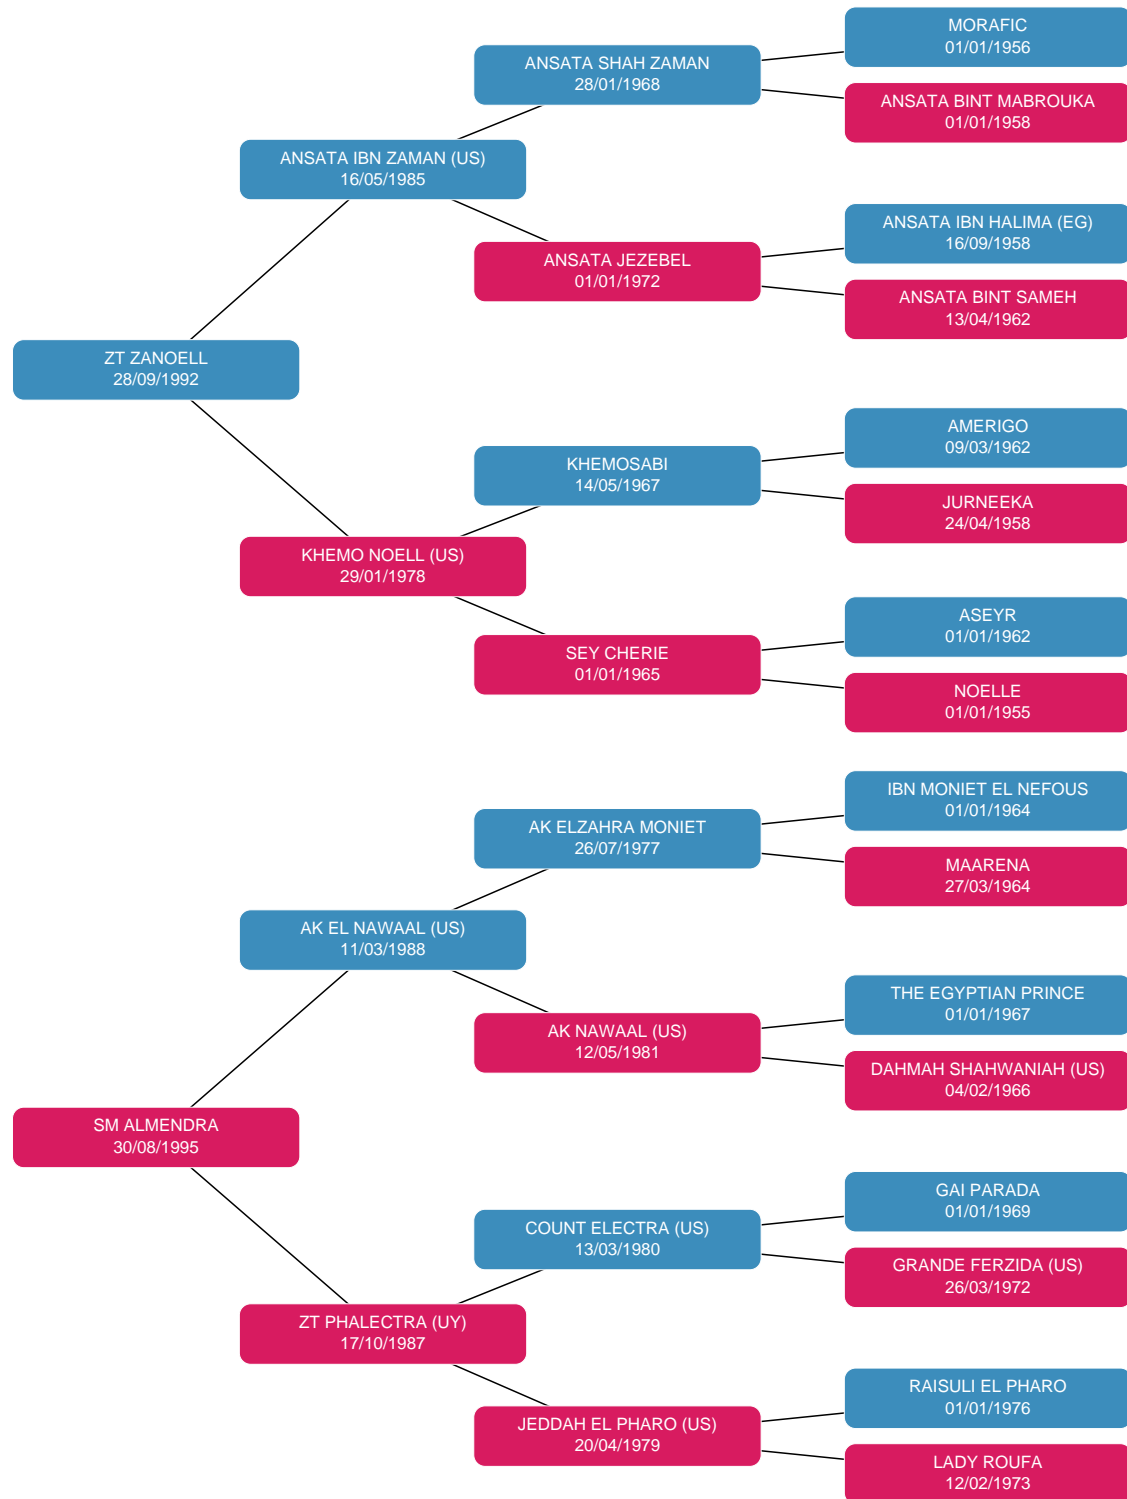 MORAFIC
01/01/1956
ANSATA SHAH ZAMAN
28/01/1968
ANSATA BINT MABROUKA
01/01/1958
ANSATA IBN ZAMAN (US)
16/05/1985
ANSATA IBN HALIMA (EG)
16/09/1958
ANSATA JEZEBEL
01/01/1972
ANSATA BINT SAMEH
13/04/1962
ZT ZANOELL
28/09/1992
AMERIGO
09/03/1962
KHEMOSABI
14/05/1967
JURNEEKA
24/04/1958
KHEMO NOELL (US)
29/01/1978
ASEYR
01/01/1962
SEY CHERIE
01/01/1965
NOELLE
01/01/1955
IBN MONIET EL NEFOUS
01/01/1964
AK ELZAHRA MONIET
26/07/1977
MAARENA
27/03/1964
AK EL NAWAAL (US)
11/03/1988
THE EGYPTIAN PRINCE
01/01/1967
AK NAWAAL (US)
12/05/1981
DAHMAH SHAHWANIAH (US)
04/02/1966
SM ALMENDRA
30/08/1995
GAI PARADA
01/01/1969
COUNT ELECTRA (US)
13/03/1980
GRANDE FERZIDA (US)
26/03/1972
ZT PHALECTRA (UY)
17/10/1987
RAISULI EL PHARO
01/01/1976
JEDDAH EL PHARO (US)
20/04/1979
LADY ROUFA
12/02/1973